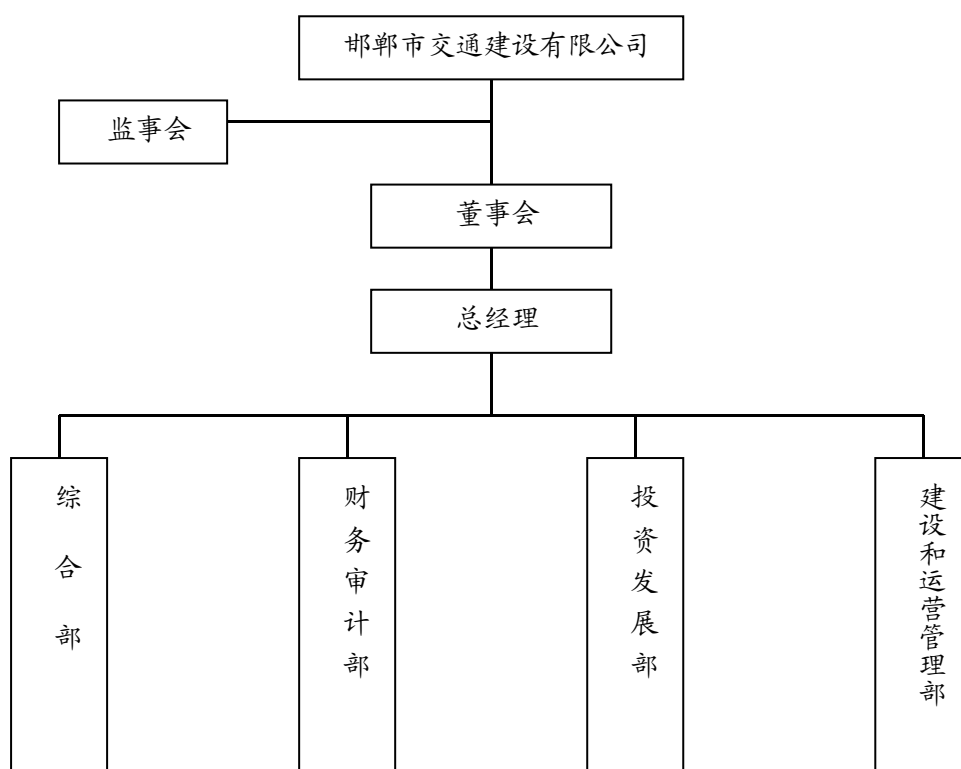 邯郸市交通建设有限公司
监事会
董事会
总经理
综合部
财务审计部
投资发展部
建设和运营管理部